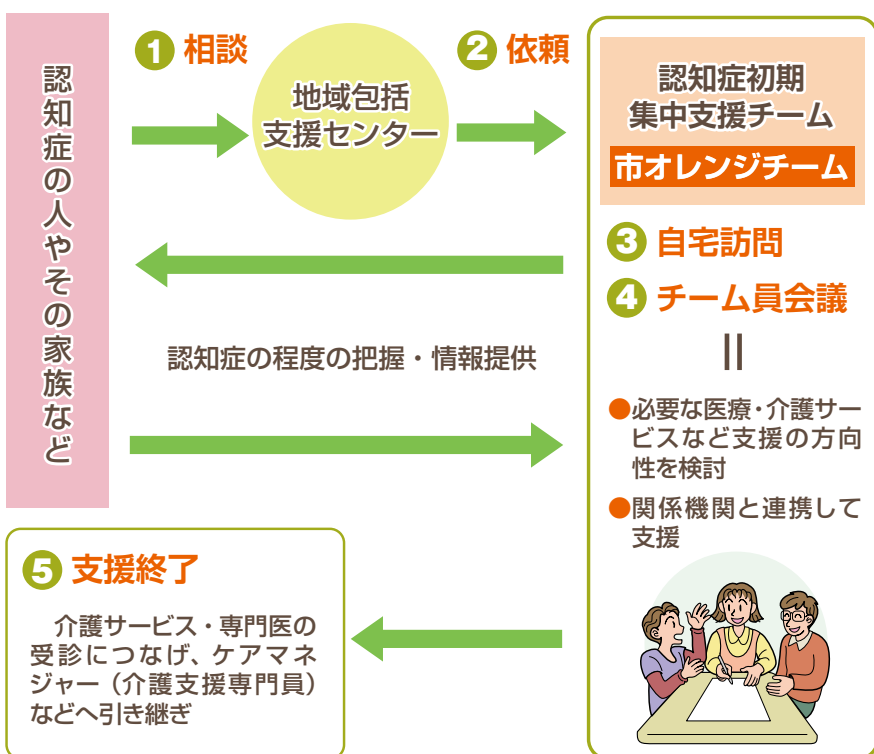 認知症の人やその家族など
❶ 相談
地域包括
支援センター
❷ 依頼
認知症初期
集中支援チーム
市オレンジチーム
❸ 自宅訪問
❹ チーム員会議
||
認知症の程度の把握・情報提供
●必要な医療・介護サー
ビスなど支援の方向
性を検討
●関係機関と連携して
支援
❺ 支援終了
介護サービス・専門医の
受診につなげ、ケアマネ
ジャー（介護支援専門員）
などへ引き継ぎ